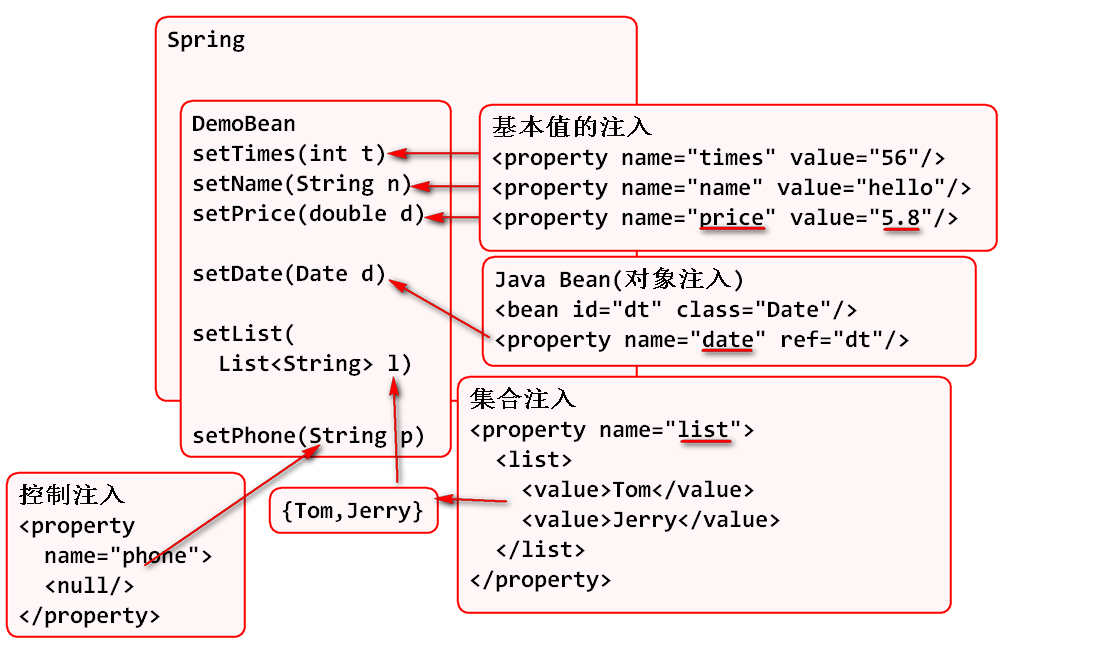 Spring
DemoBean
setTimes(int t)
setName(String n)
setPrice(double d)
setDate(Date d)
setList(
List<String> l)
setPhone(String p)
基本值的注入
<property name="times" value="56"/>
<property name="name" value="hello"/>
<property name="price" value="5.8"/>
Java Bean(对象注入)
<bean id="dt" class="Date"/>
<property name="date" ref="dt"/>
集合注入
<property name="list">
<list>
<value>Tom</value>
<value>Jerry</value>
</list>
</property>
{Tom,Jerry}
控制注入
<property
name="phone">
<null/>
</property>